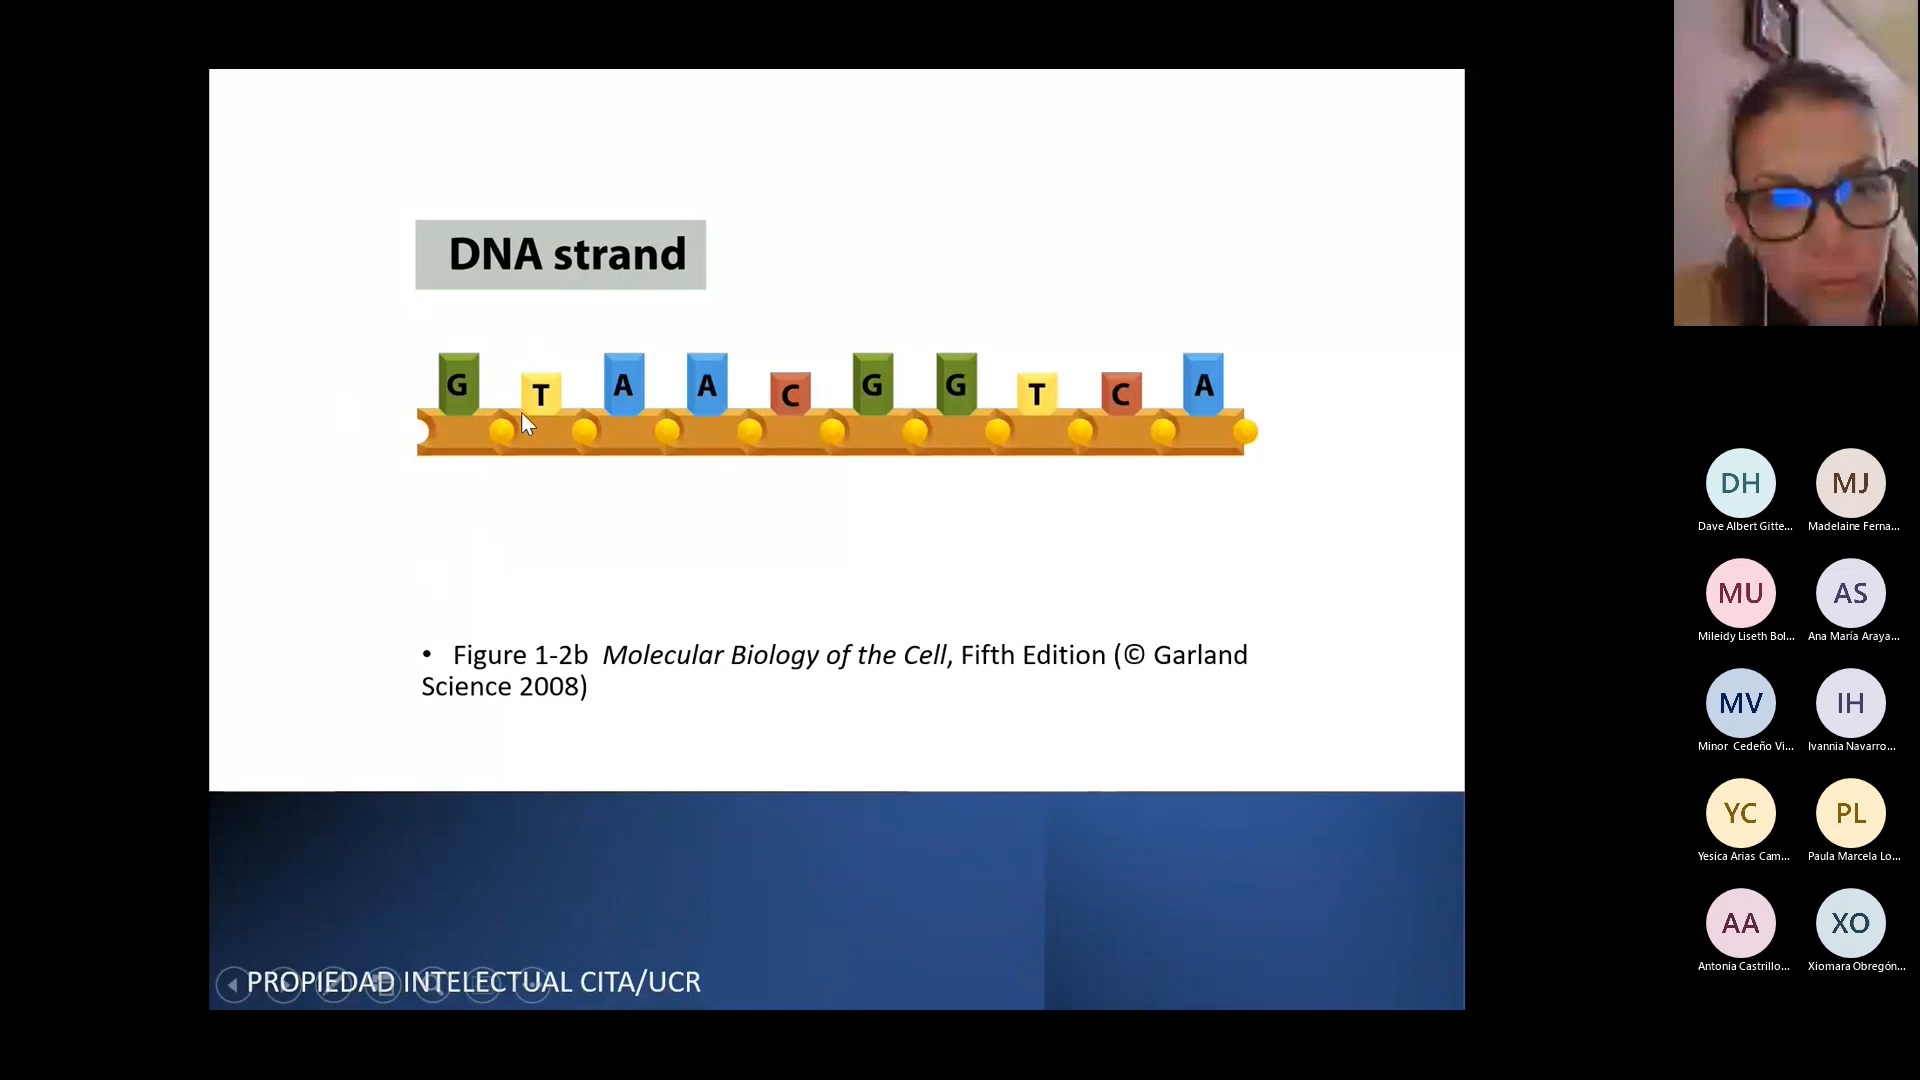 DNA strand
G T A A C G G T C A
• Figure 1-2b Molecular Biology of the Cell, Fifth Edition (© Garland
Science 2008)
PROPIEDAD INTELECTUAL CITA/UCR
DH MJ
Dave Albert Gitte... Madelaine Ferna...
MU AS
Mileidy Liseth Bol... Ana María Araya...
MV IH
Minor Cedeño Vi... Ivannia Navarro...
YC PL
Yesica Arias Cam... Paula Marcela Lo...
AA XO
Antonia Castrillo... Xiomara Obregón...